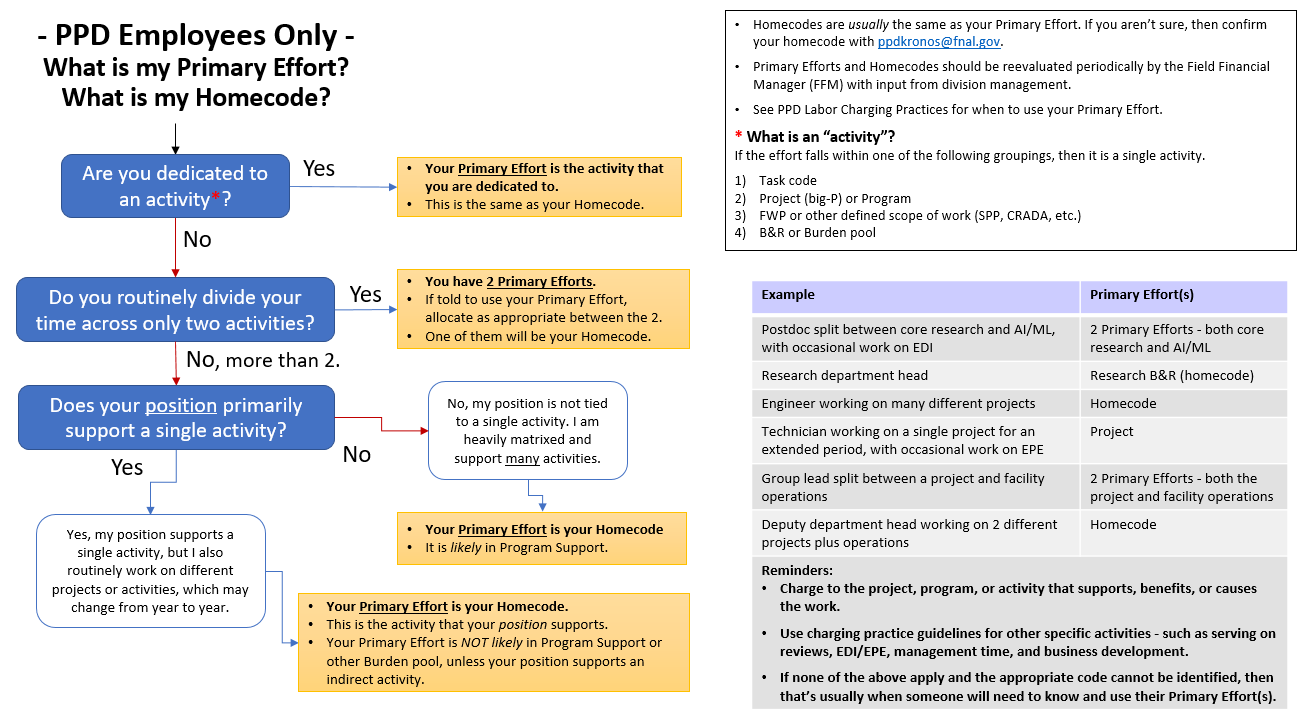 - PPD Employees Only -
What is my Primary Effort?
What is my Homecode?
Are you dedicated to
an activity*?
Yes
• Your Primary Effort is the activity that
you are dedicated to.
• This is the same as your Homecode.
No
Do you routinely divide your
time across only two activities?
Yes
• You have 2 Primary Efforts.
• If told to use your Primary Effort,
allocate as appropriate between the 2.
• One of them will be your Homecode.
No, more than 2.
Does your position primarily
support a single activity?
No
No, my position is not tied
to a single activity. I am
heavily matrixed and
support many activities.
• Your Primary Effort is your Homecode
• It is likely in Program Support.
Yes
Yes, my position supports a
single activity, but I also
routinely work on different
projects or activities, which may
change from year to year.
• Your Primary Effort is your Homecode.
• This is the activity that your position supports.
• Your Primary Effort is NOT likely in Program Support or
other Burden pool, unless your position supports an
indirect activity.
• Homecodes are usually the same as your Primary Effort. If you aren't sure, then confirm
your homecode with ppdkronos@fnal.gov.
• Primary Efforts and Homecodes should be reevaluated periodically by the Field Financial
Manager (FFM) with input from division management.
• See PPD Labor Charging Practices for when to use your Primary Effort.
* What is an "activity"?
If the effort falls within one of the following groupings, then it is a single activity.
1) Task code
2) Project (big-P) or Program
3) FWP or other defined scope of work (SPP, CRADA, etc.)
4) B&R or Burden pool
Example Primary Effort(s)
Postdoc split between core research and AI/ML, 2 Primary Efforts - both core
with occasional work on EDI research and AI/ML
Research department head Research B&R (homecode)
Engineer working on many different projects Homecode
Technician working on a single project for an Project
extended period, with occasional work on EPE
Group lead split between a project and facility 2 Primary Efforts - both the
operations project and facility operations
Deputy department head working on 2 different Homecode
projects plus operations
Reminders:
• Charge to the project, program, or activity that supports, benefits, or causes
the work.
• Use charging practice guidelines for other specific activities - such as serving on
reviews, EDI/EPE, management time, and business development.
• If none of the above apply and the appropriate code cannot be identified, then
that's usually when someone will need to know and use their Primary Effort(s).